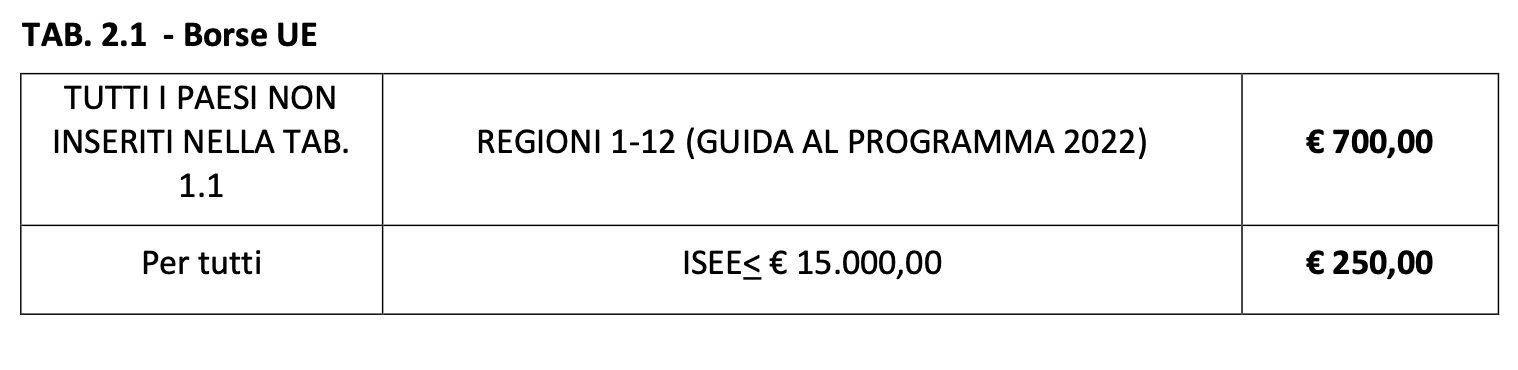 TAB. 2.1 - Borse UE
TUTTI I PAESI NON
INSERITI NELLA TAB.
1.1
REGIONI 1-12 (GUIDA AL PROGRAMMA 2022)
€ 700,00
Per tutti
ISEE≤ € 15.000,00
€ 250,00